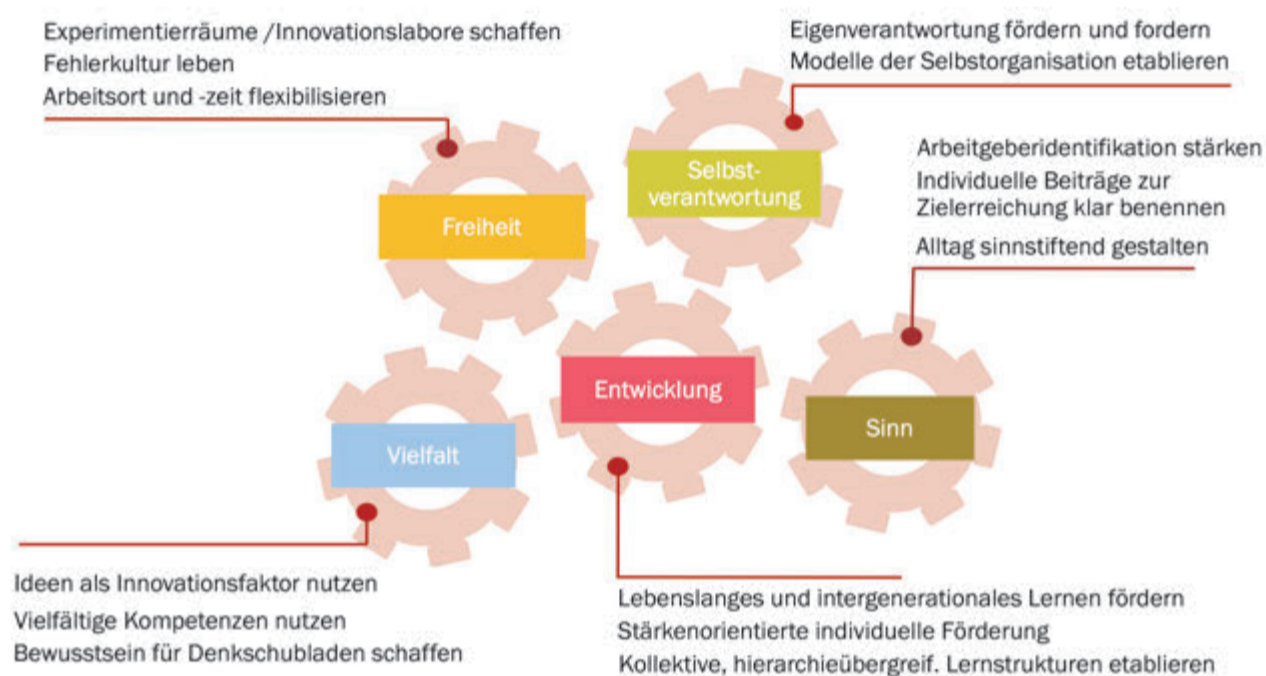 Experimentierräume /Innovationslabore schaffen
Fehlerkultur leben
Arbeitsort und -zeit flexibilisieren
Eigenverantwortung fördern und fordern
Modelle der Selbstorganisation etablieren
Freiheit
Selbst-
verantwortung
Arbeitgeberidentifikation stärken
Individuelle Beiträge zur
Zielerreichung klar benennen
Alltag sinnstiftend gestalten
Vielfalt
Entwicklung
Sinn
Ideen als Innovationsfaktor nutzen
Vielfältige Kompetenzen nutzen
Bewusstsein für Denkschubladen schaffen
Lebenslanges und intergenerationales Lernen fördern
Stärkenorientierte individuelle Förderung
Kollektive, hierarchieübergreif. Lernstrukturen etablieren